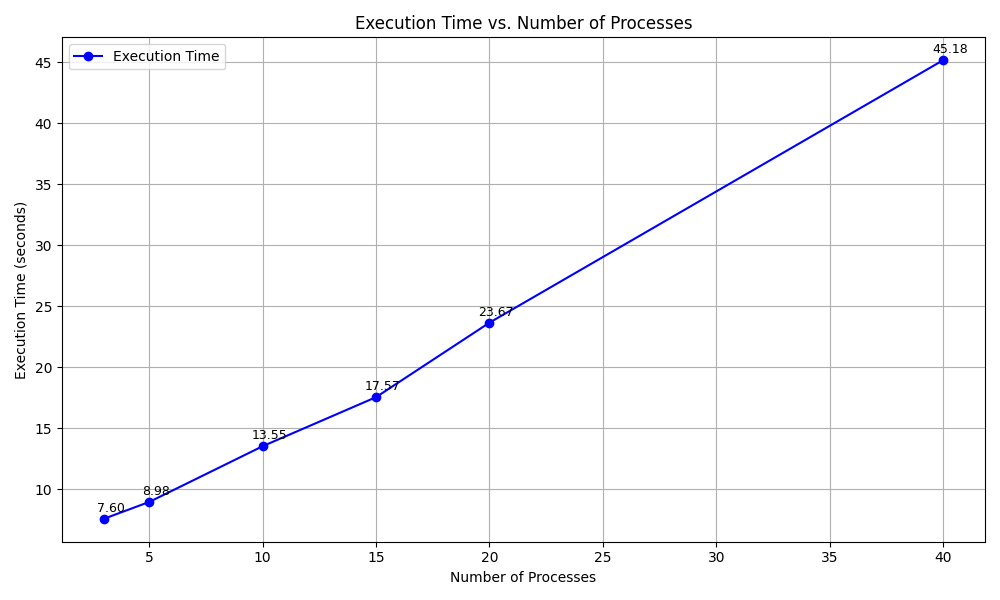 Execution Time vs. Number of Processes
Execution Time
45.18
23.67
17.57
13.55
8.98
7.60
45
40
35
30
25
20
15
10
Execution Time (seconds)
5 10 15 20 25 30 35 40
Number of Processes